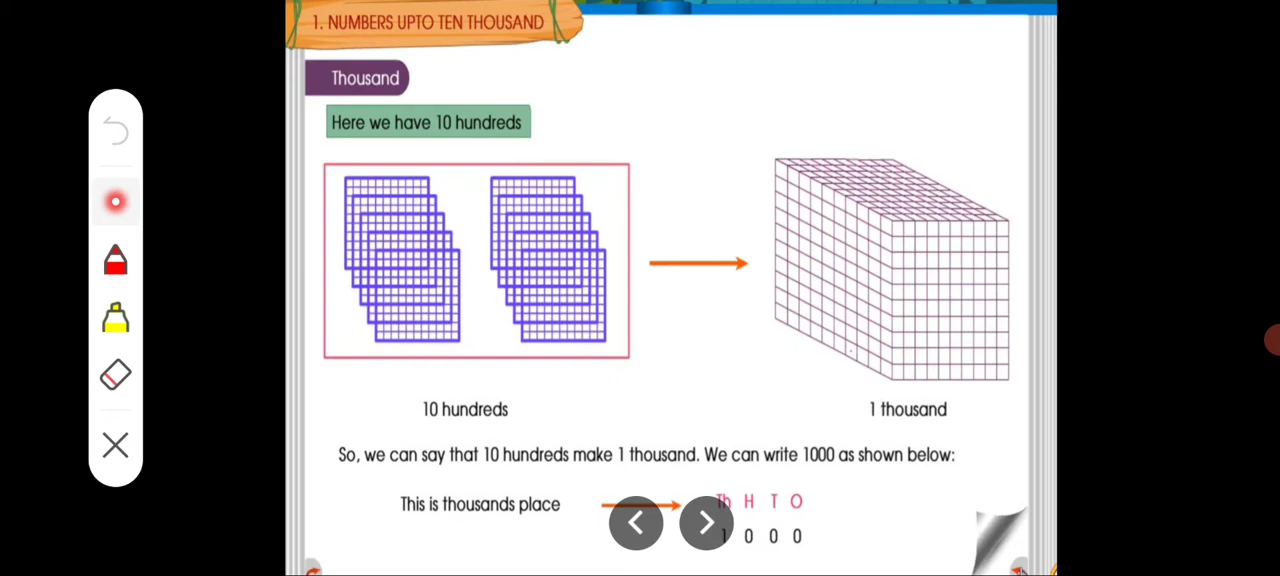 1. NUMBERS UPTO TEN THOUSAND
Thousand
Here we have 10 hundreds
10 hundreds
1 thousand
So, we can say that 10 hundreds make 1 thousand. We can write 1000 as shown below:
This is thousands place
Th H T O
1 0 0 0